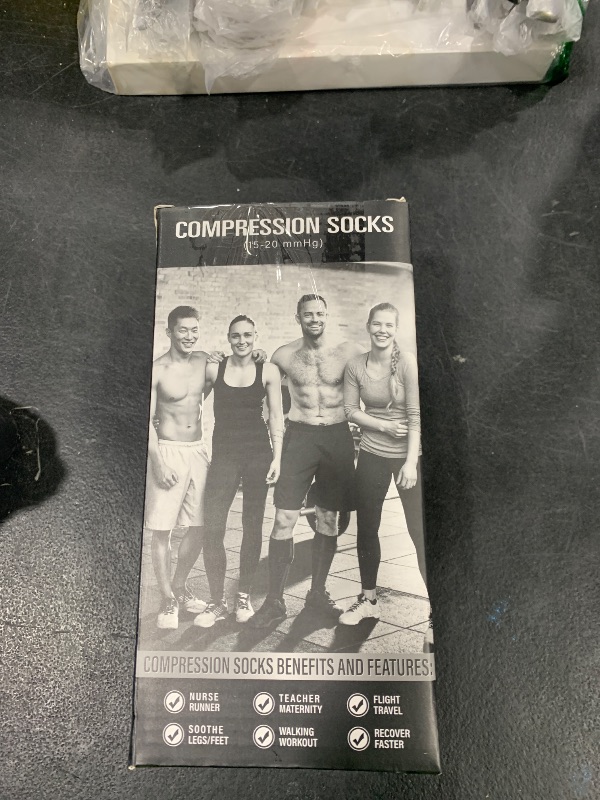 COMPRESSION SOCKS
(15-20 mmHg)
COMPRESSION SOCKS BENEFITS AND FEATURES:
NURSE
RUNNER
TEACHER
MATERNITY
FLIGHT
TRAVEL
SOOTHE
LEGS/FEET
WALKING
WORKOUT
RECOVER
FASTER